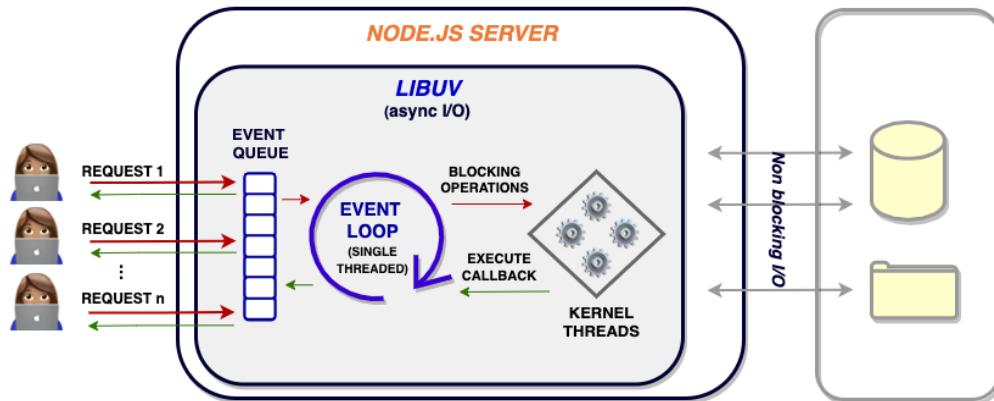 NODE.JS SERVER
LIBUV
(async I/O)
EVENT
QUEUE
REQUEST 1
REQUEST 2
...
REQUEST n
EVENT
LOOP
(SINGLE
THREADED)
BLOCKING
OPERATIONS
EXECUTE
CALLBACK
KERNEL
THREADS
Non blocking I/O